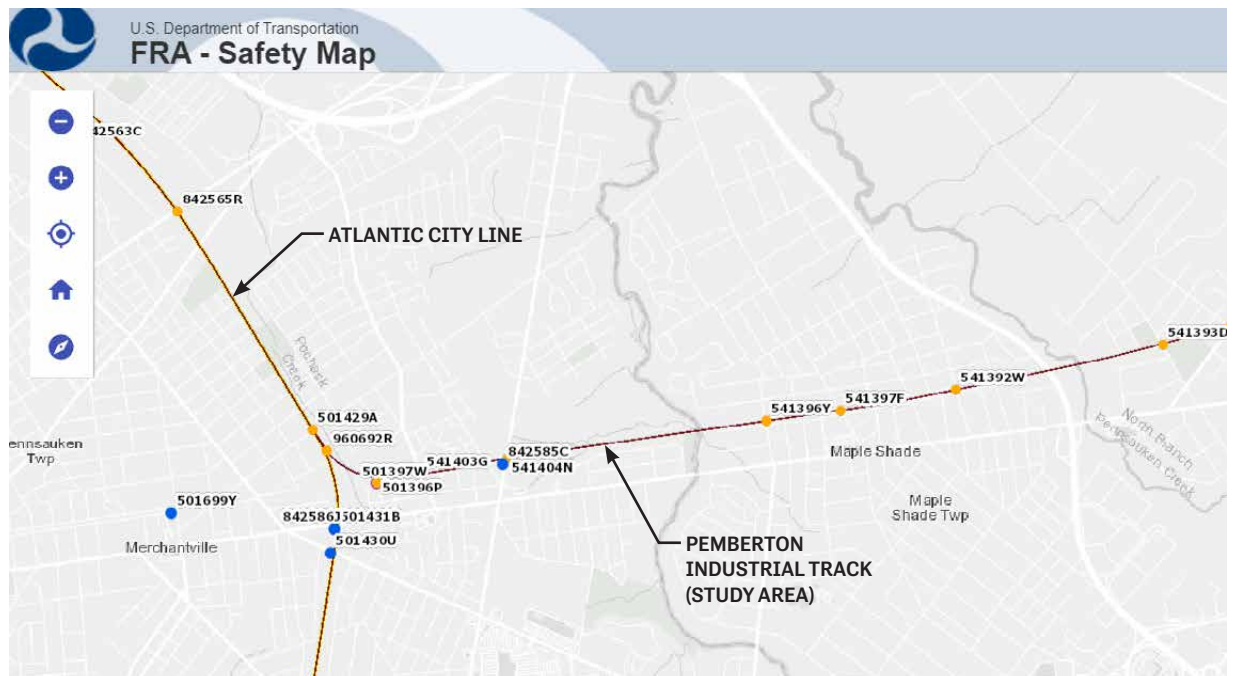 U.S. Department of Transportation
FRA - Safety Map
42563C
842565R
ATLANTIC CITY LINE
Pochack
Creek
541393D
541392W
501429A
541397F
541396Y
960692R
North Branch
Pennsauken Creek
ennsauken
Twp
842585C
541403G
Maple Shade
501397W
541404N
501396P
501699Y
Maple
Shade Twp
842586J
501431B
501430U
Merchantville
PEMBERTON
INDUSTRIAL TRACK
(STUDY AREA)